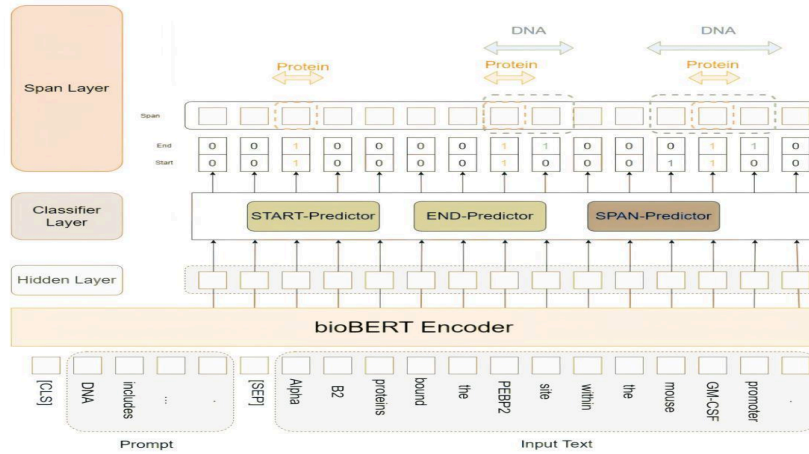 DNA DNA
Protein Protein Protein
Span Layer
Span
End 0 0 1 0 0 0 0 1 1 0 0 0 1 1 0
Start 0 0 1 0 0 0 0 1 0 0 0 1 1 0 0
Classifier
Layer
START-Predictor END-Predictor SPAN-Predictor
Hidden Layer
bioBERT Encoder
[CLS] DNA includes ... . [SEP] Alpha B2 proteins bound the PEBP2 site within the mouse GM-CSF promoter .
Prompt Input Text